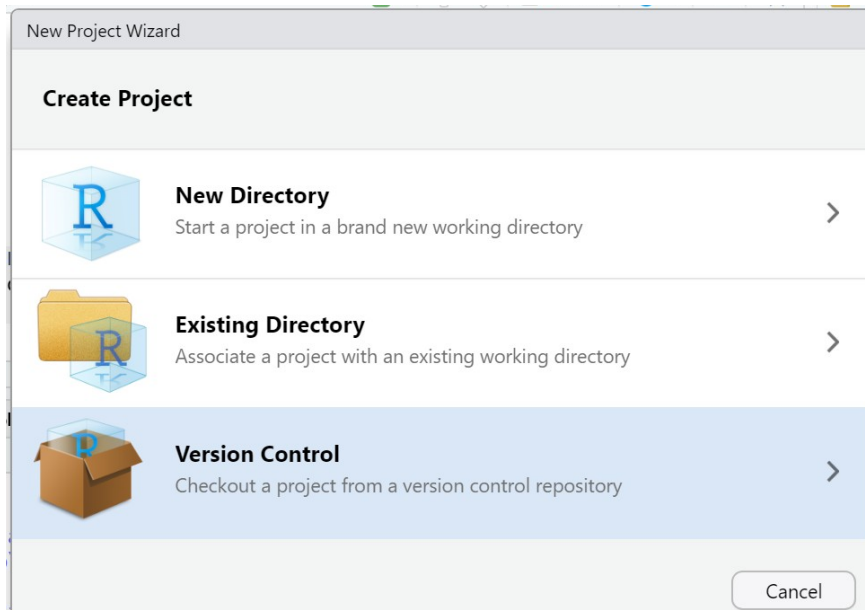 New Project Wizard
Create Project
R
New Directory
Start a project in a brand new working directory
R
Existing Directory
Associate a project with an existing working directory
R
Version Control
Checkout a project from a version control repository
Cancel